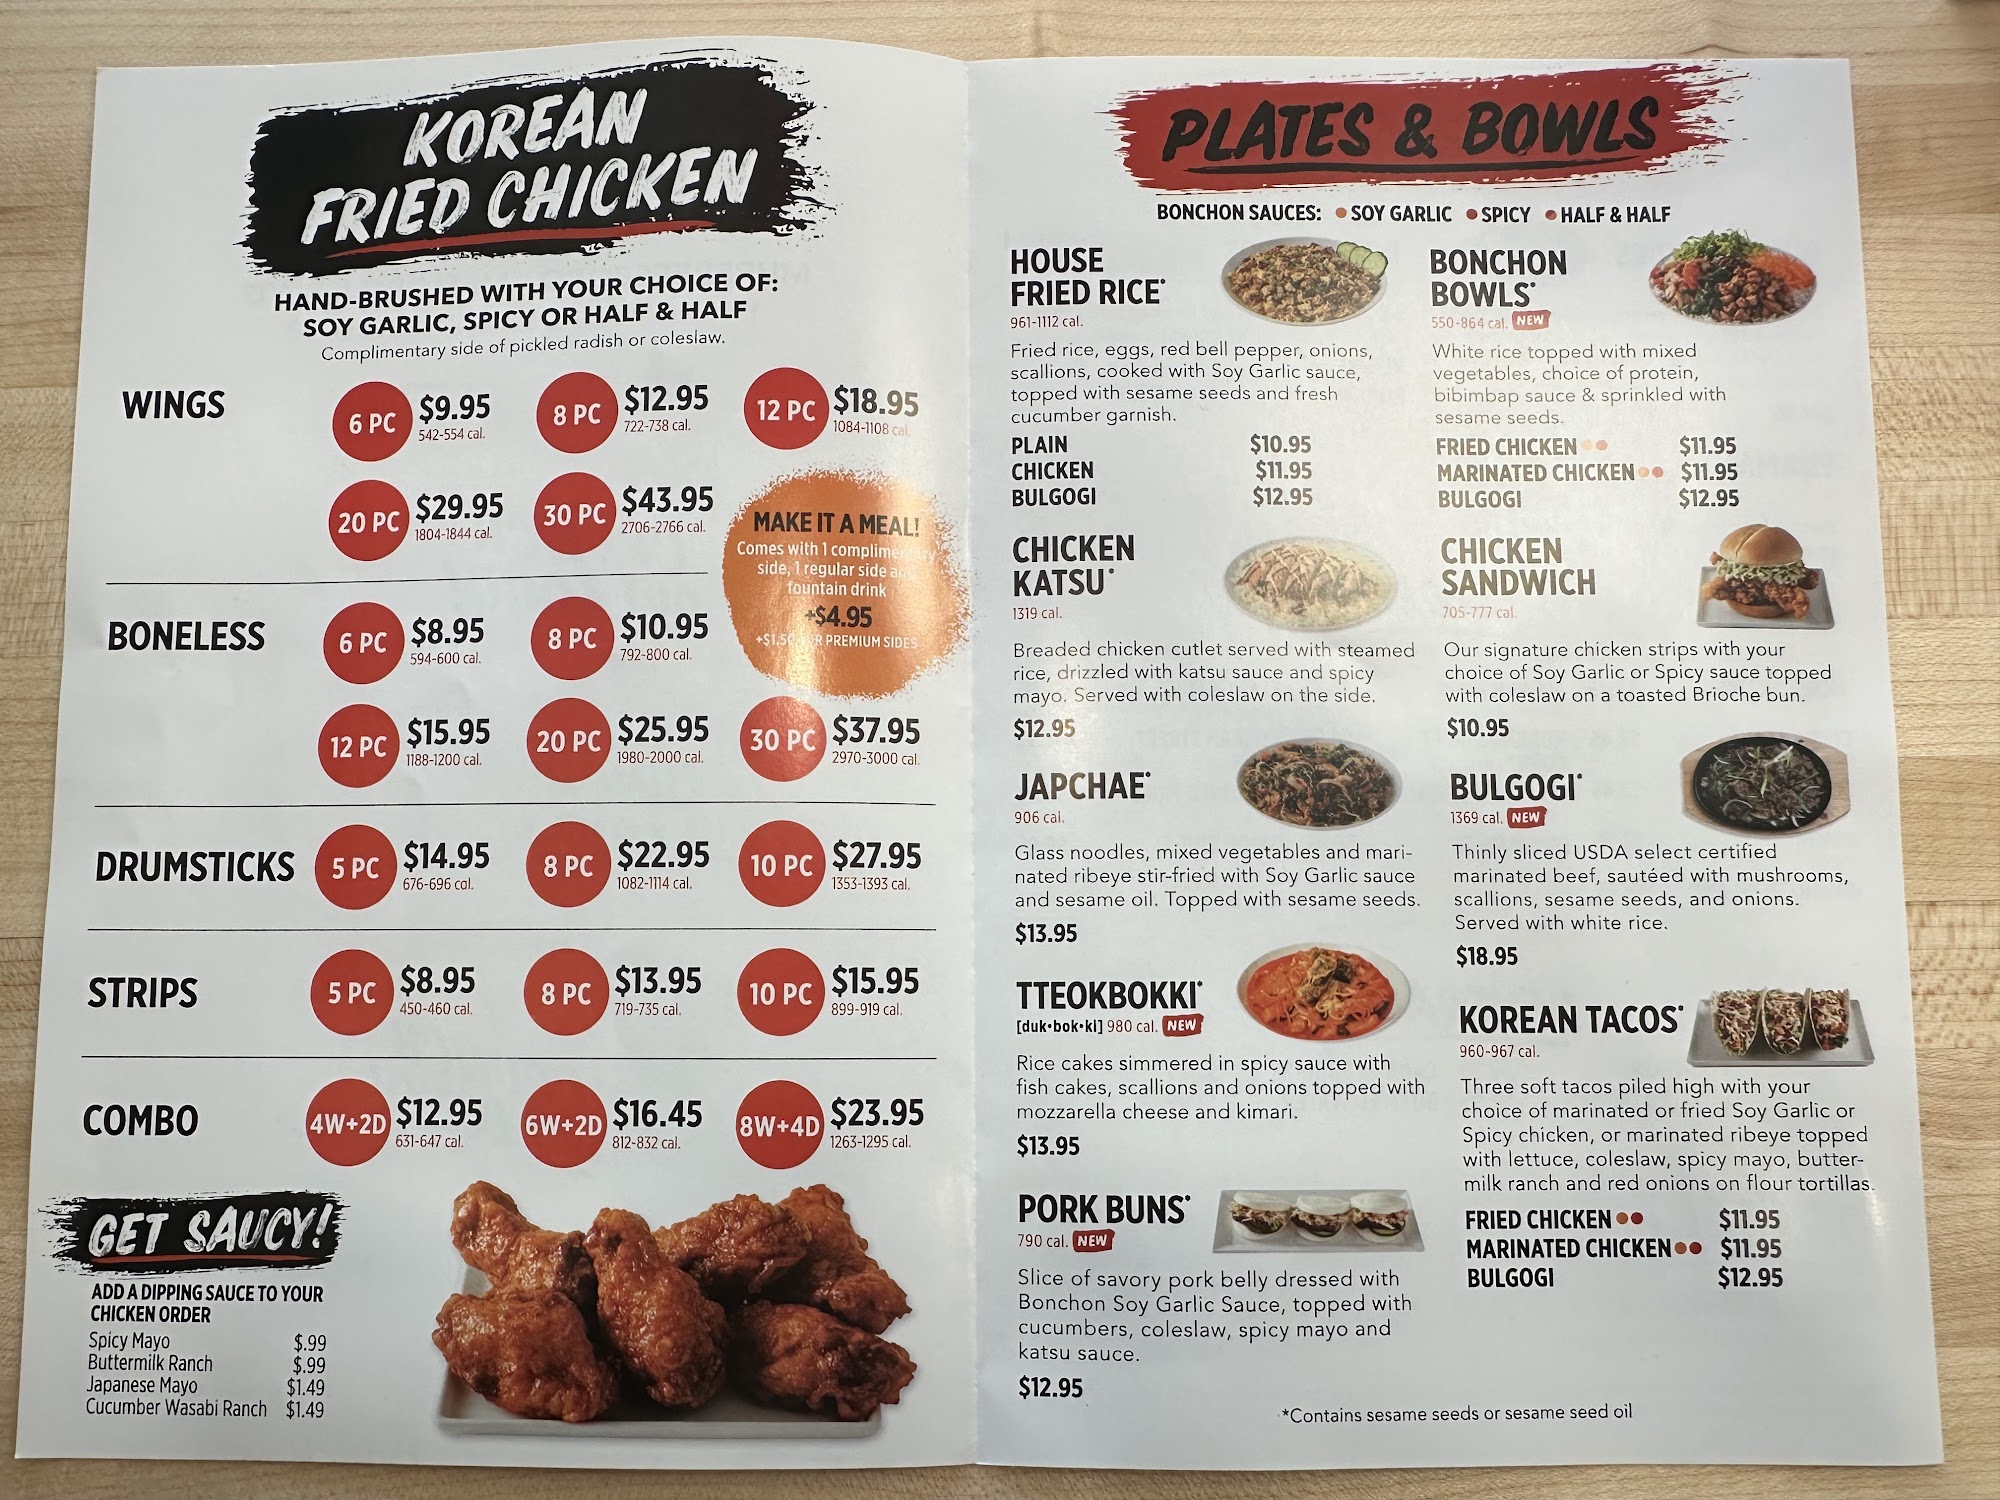 KOREAN
FRIED CHICKEN
HAND-BRUSHED WITH YOUR CHOICE OF:
SOY GARLIC, SPICY OR HALF & HALF
Complimentary side of pickled radish or coleslaw.
WINGS
6 PC $9.95 8 PC $12.95 12 PC $18.95
542-554 cal. 722-738 cal. 1084-1108 cal.
20 PC $29.95 30 PC $43.95
1804-1844 cal. 2706-2766 cal.
MAKE IT A MEAL!
Comes with 1 complimentary
side, 1 regular side and
fountain drink
+$4.95
+$1.50 FOR PREMIUM SIDES
BONELESS
6 PC $8.95 8 PC $10.95
594-600 cal. 792-800 cal.
12 PC $15.95 20 PC $25.95 30 PC $37.95
1188-1200 cal. 1980-2000 cal. 2970-3000 cal.
DRUMSTICKS 5 PC $14.95 8 PC $22.95 10 PC $27.95
676-696 cal. 1082-1114 cal. 1353-1393 cal.
STRIPS 5 PC $8.95 8 PC $13.95 10 PC $15.95
450-460 cal. 719-735 cal. 899-919 cal.
COMBO 4W+2D $12.95 6W+2D $16.45 8W+4D $23.95
631-647 cal. 812-832 cal. 1263-1295 cal.
GET SAUCY!
ADD A DIPPING SAUCE TO YOUR
CHICKEN ORDER
Spicy Mayo $.99
Buttermilk Ranch $.99
Japanese Mayo $1.49
Cucumber Wasabi Ranch $1.49
PLATES & BOWLS
BONCHON SAUCES: ● SOY GARLIC ● SPICY ● HALF & HALF
HOUSE
FRIED RICE*
961-1112 cal.
Fried rice, eggs, red bell pepper, onions,
scallions, cooked with Soy Garlic sauce,
topped with sesame seeds and fresh
cucumber garnish.
PLAIN $10.95
CHICKEN $11.95
BULGOGI $12.95
CHICKEN
KATSU*
1319 cal.
Breaded chicken cutlet served with steamed
rice, drizzled with katsu sauce and spicy
mayo. Served with coleslaw on the side.
$12.95
JAPCHAE*
906 cal.
Glass noodles, mixed vegetables and mari-
nated ribeye stir-fried with Soy Garlic sauce
and sesame oil. Topped with sesame seeds.
$13.95
TTEOKBOKKI*
[duk•bok•ki] 980 cal. NEW
Rice cakes simmered in spicy sauce with
fish cakes, scallions and onions topped with
mozzarella cheese and kimari.
$13.95
PORK BUNS*
790 cal. NEW
Slice of savory pork belly dressed with
Bonchon Soy Garlic Sauce, topped with
cucumbers, coleslaw, spicy mayo and
katsu sauce.
$12.95
BONCHON
BOWLS*
550-864 cal. NEW
White rice topped with mixed
vegetables, choice of protein,
bibimbap sauce & sprinkled with
sesame seeds.
FRIED CHICKEN ●● $11.95
MARINATED CHICKEN ●● $11.95
BULGOGI $12.95
CHICKEN
SANDWICH
705-777 cal.
Our signature chicken strips with your
choice of Soy Garlic or Spicy sauce topped
with coleslaw on a toasted Brioche bun.
$10.95
BULGOGI*
1369 cal. NEW
Thinly sliced USDA select certified
marinated beef, sautéed with mushrooms,
scallions, sesame seeds, and onions.
Served with white rice.
$18.95
KOREAN TACOS*
960-967 cal.
Three soft tacos piled high with your
choice of marinated or fried Soy Garlic or
Spicy chicken, or marinated ribeye topped
with lettuce, coleslaw, spicy mayo, butter-
milk ranch and red onions on flour tortillas.
FRIED CHICKEN ●● $11.95
MARINATED CHICKEN ●● $11.95
BULGOGI $12.95
*Contains sesame seeds or sesame seed oil